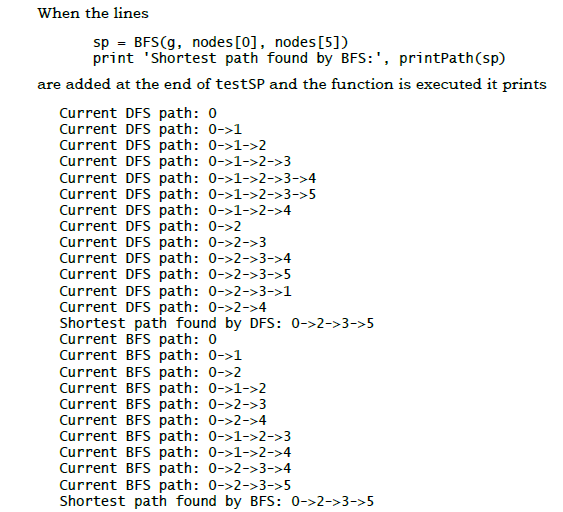 When the lines
sp = BFS(g, nodes[0], nodes[5])
print 'Shortest path found by BFS:', printPath(sp)
are added at the end of testSP and the function is executed it prints
Current DFS path: 0
Current DFS path: 0->1
Current DFS path: 0->1->2
Current DFS path: 0->1->2->3
Current DFS path: 0->1->2->3->4
Current DFS path: 0->1->2->3->5
Current DFS path: 0->1->2->4
Current DFS path: 0->2
Current DFS path: 0->2->3
Current DFS path: 0->2->3->4
Current DFS path: 0->2->3->5
Current DFS path: 0->2->3->1
Current DFS path: 0->2->4
Shortest path found by DFS: 0->2->3->5
Current BFS path: 0
Current BFS path: 0->1
Current BFS path: 0->2
Current BFS path: 0->1->2
Current BFS path: 0->2->3
Current BFS path: 0->2->4
Current BFS path: 0->1->2->3
Current BFS path: 0->1->2->4
Current BFS path: 0->2->3->4
Current BFS path: 0->2->3->5
Shortest path found by BFS: 0->2->3->5